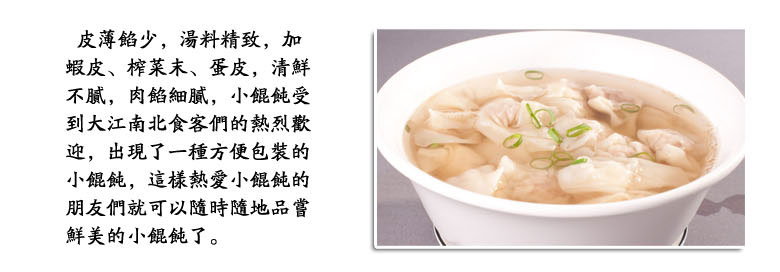 皮薄餡少，湯料精致，加
蝦皮、榨菜末、蛋皮，清鮮
不膩，肉餡細膩，小餛飩受
到大江南北食客們的熱烈歡
迎，出現了一種方便包裝的
小餛飩，這樣熱愛小餛飩的
朋友們就可以隨時隨地品嘗
鮮美的小餛飩了。